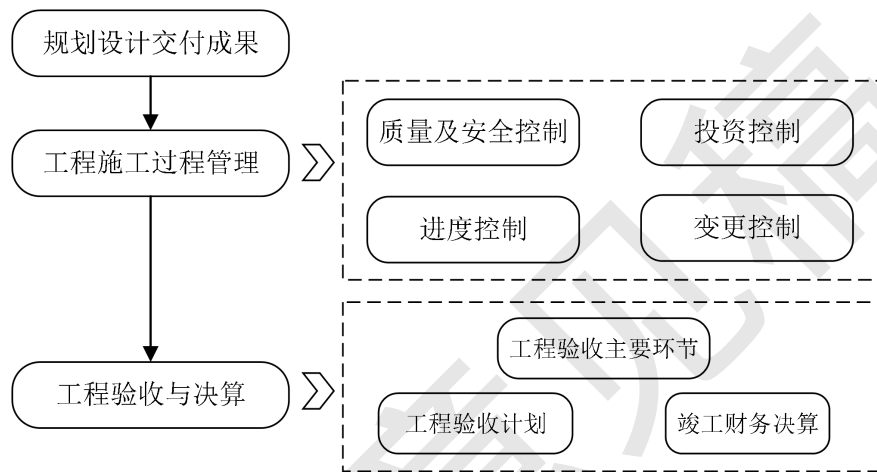 规划设计交付成果
工程施工过程管理
质量及安全控制
投资控制
进度控制
变更控制
工程验收与决算
工程验收主要环节
工程验收计划
竣工财务决算
意见稿